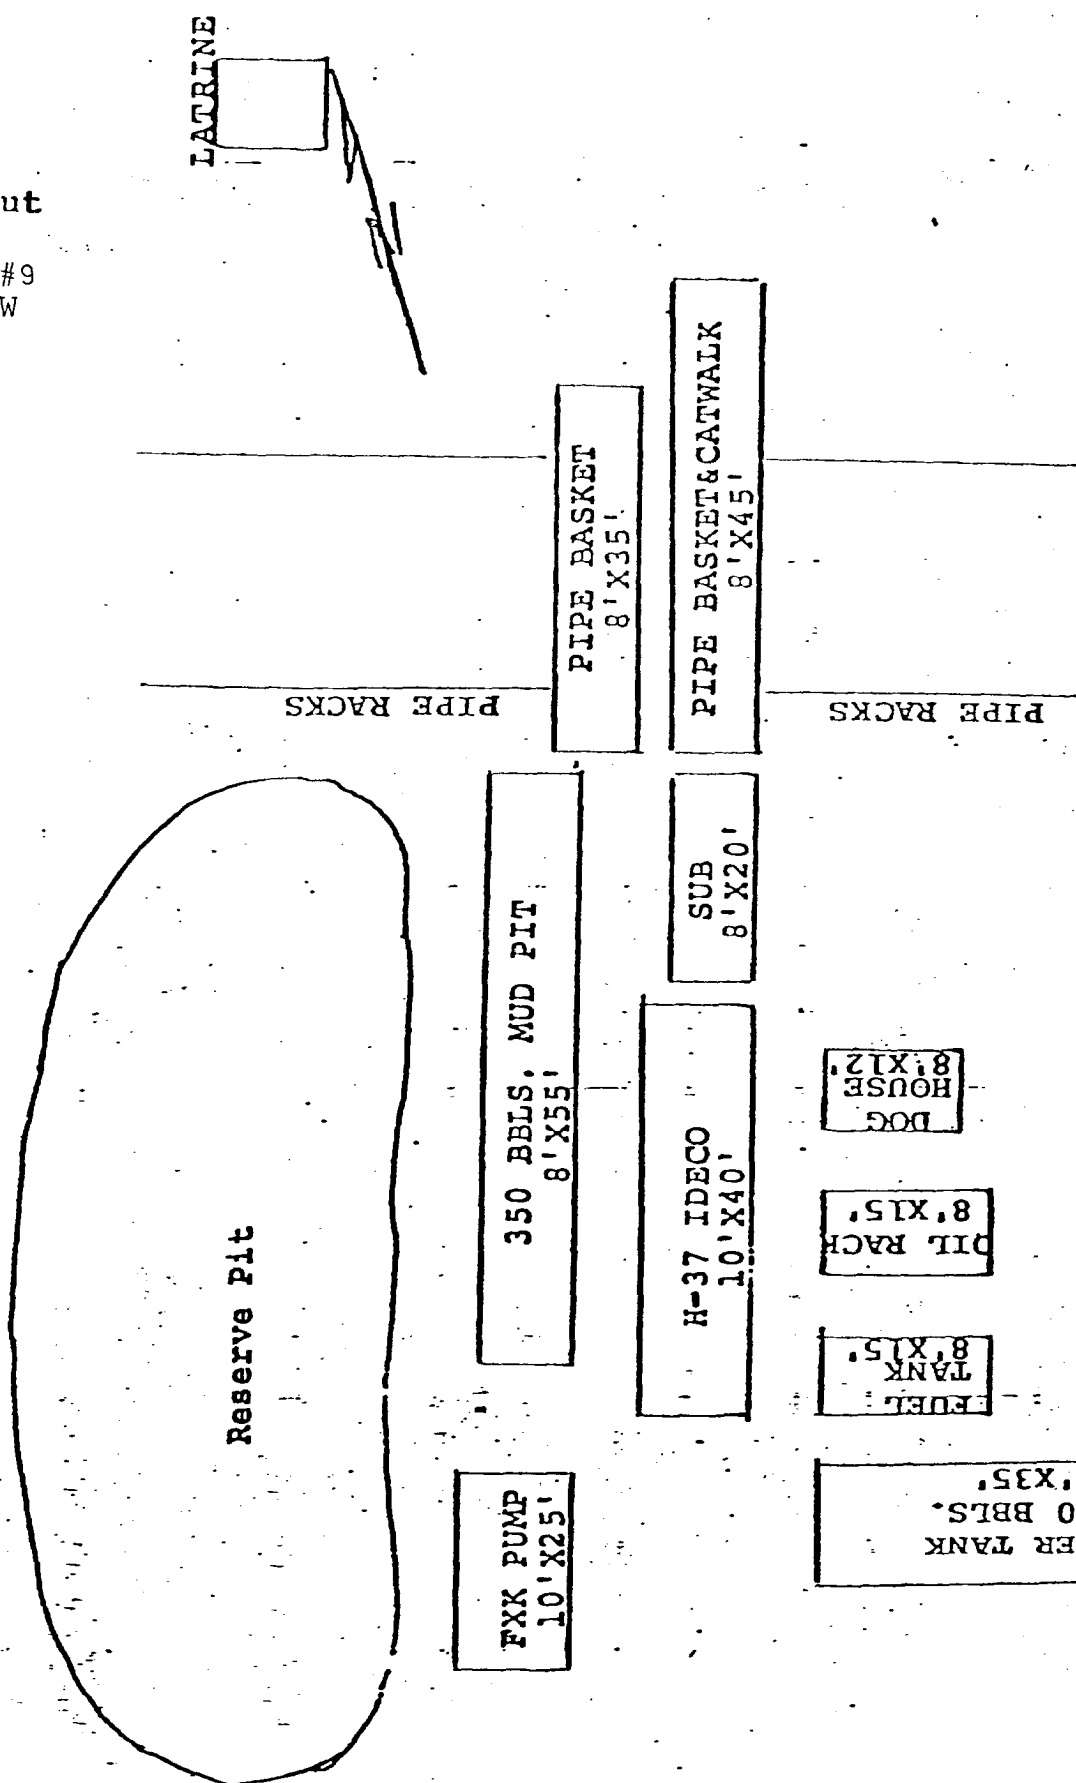 LATRINE
ut
#9
W
PIPE BASKET
8'X35'
PIPE BASKET&CATWALK
8'X45'
PIPE RACKS
PIPE RACKS
350 BBLS. MUD PIT
8'X55'
SUB
8'X20'
H-37 IDECO
10'X40'
DOG
HOUSE
8'X12'
OIL RACK
8'X15'
FUEL
TANK
8'X15'
Reserve Pit
FXK PUMP
10'X25'
ER TANK
0 BBLS.
'X35'